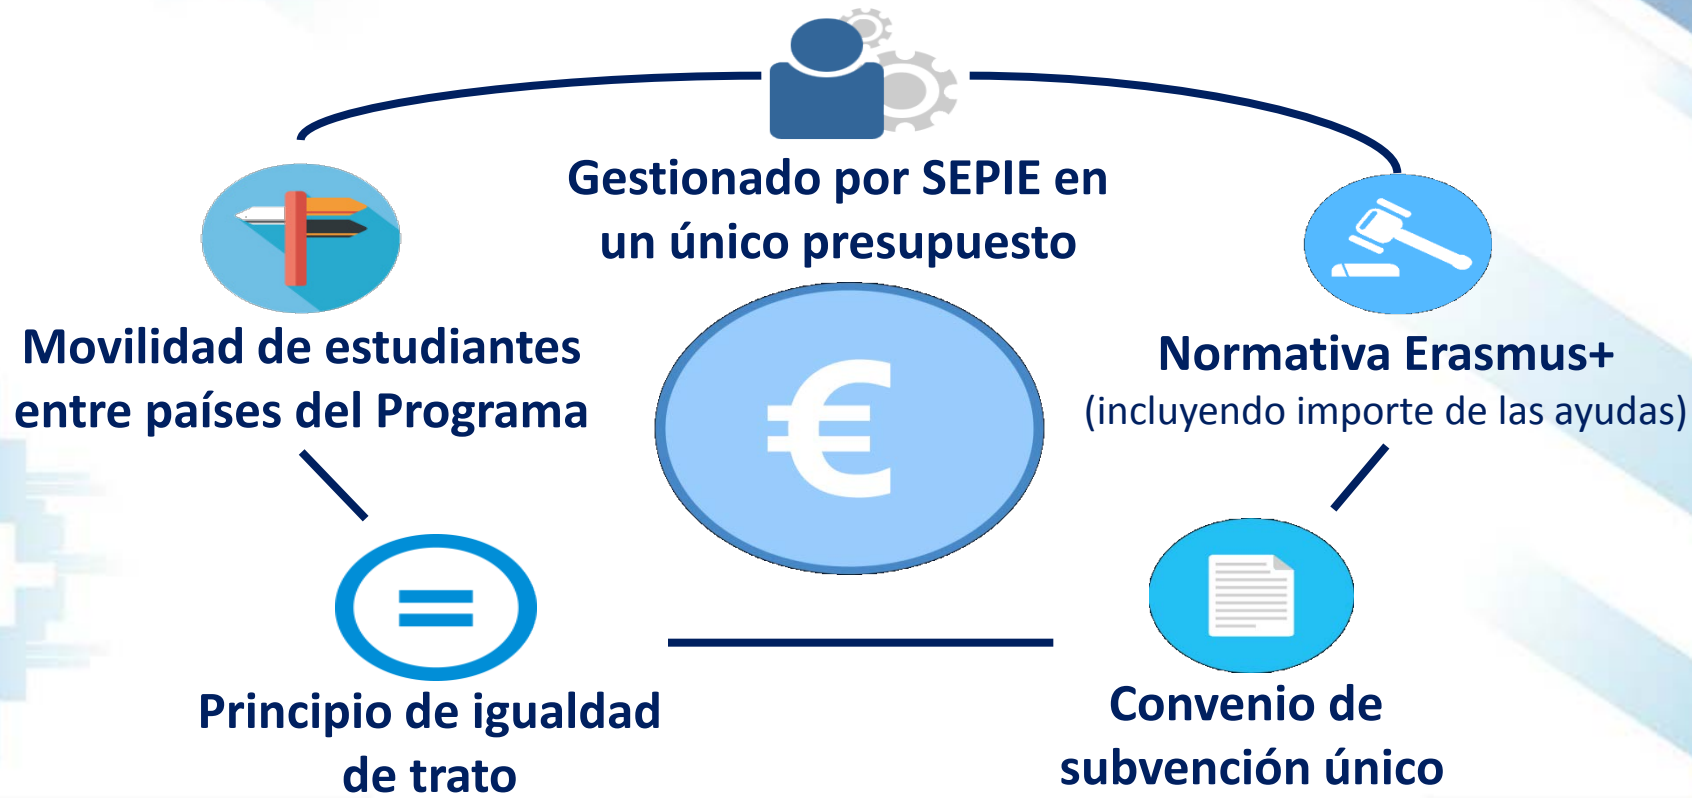 Gestionado por SEPIE en
un único presupuesto
Movilidad de estudiantes
entre países del Programa
Normativa Erasmus+
(incluyendo importe de las ayudas)
€
=
Principio de igualdad
de trato
Convenio de
subvención único